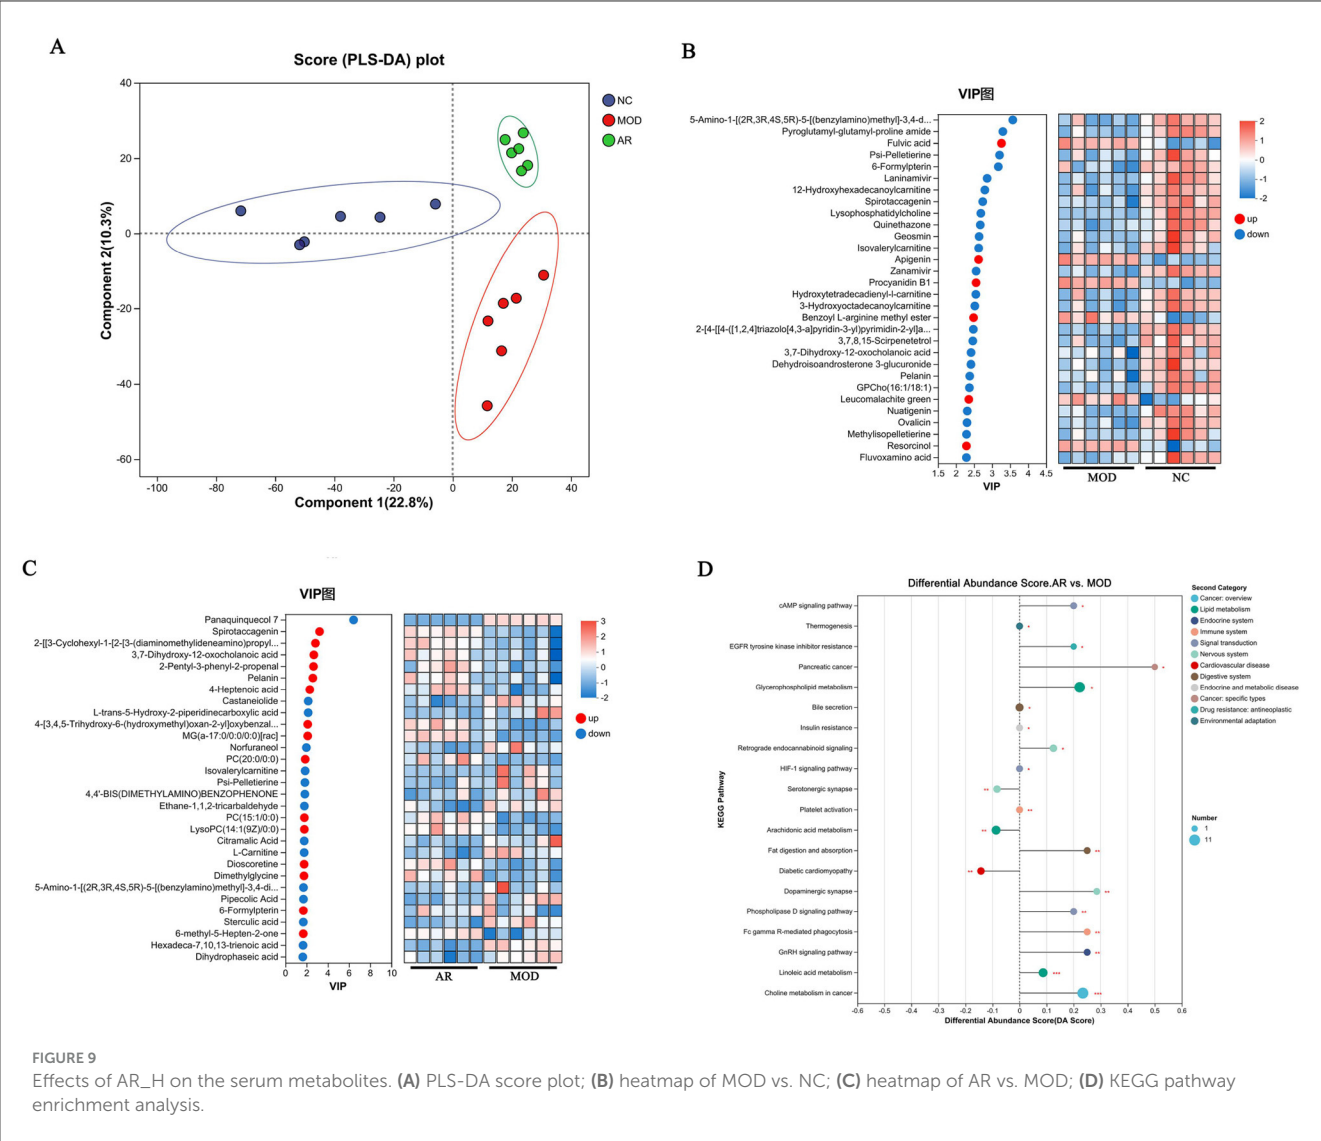 A
Score (PLS-DA) plot
Component 2(10.3%)
40
20
0
-20
-40
-60
-100
-80
-60
-40
-20
0
20
40
Component 1(22.8%)
NC
MOD
AR
B
VIP图
5-Amino-1-[(2R,3R,4S,5R)-5-[(benzylamino)methyl]-3,4-d...
Pyroglutamyl-glutamyl-proline amide
Fulvic acid
Psi-Pelletierine
6-Formylpterin
Laninamivir
12-Hydroxyhexadecanoylcarnitine
Spirotaccagenin
Lysophosphatidylcholine
Quinethazone
Geosmin
Isovalerylcarnitine
Apigenin
Zanamivir
Procyanidin B1
Hydroxytetradecadienyl-l-carnitine
3-Hydroxyoctadecanoylcarnitine
Benzoyl L-arginine methyl ester
2-[4-[[4-([1,2,4]triazolo[4,3-a]pyridin-3-yl)pyrimidin-2-yl]a...
3,7,8,15-Scirpenetetrol
3,7-Dihydroxy-12-oxocholanoic acid
Dehydroisoandrosterone 3-glucuronide
Pelanin
GPCho(16:1/18:1)
Leucomalachite green
Nuatigenin
Ovalicin
Methylisopelletierine
Resorcinol
Fluvoxamino acid
1.5 2 2.5 3 3.5 4 4.5
VIP
MOD
NC
2
1
0
-1
-2
up
down
C
VIP图
Panaquinquecol 7
Spirotaccagenin
2-[[3-Cyclohexyl-1-[2-[3-(diaminomethylideneamino)propyl...
3,7-Dihydroxy-12-oxocholanoic acid
2-Pentyl-3-phenyl-2-propenal
Pelanin
4-Heptenoic acid
Castaneiolide
L-trans-5-Hydroxy-2-piperidinecarboxylic acid
4-[3,4,5-Trihydroxy-6-(hydroxymethyl)oxan-2-yl]oxybenzal...
MG(a-17:0/0:0/0:0)[rac]
Norfuraneol
PC(20:0/0:0)
Isovalerylcarnitine
Psi-Pelletierine
4,4'-BIS(DIMETHYLAMINO)BENZOPHENONE
Ethane-1,1,2-tricarbaldehyde
PC(15:1/0:0)
LysoPC(14:1(9Z)/0:0)
Citramalic Acid
L-Carnitine
Dioscoretine
Dimethylglycine
5-Amino-1-[(2R,3R,4S,5R)-5-[(benzylamino)methyl]-3,4-di...
Pipecolic Acid
6-Formylpterin
Sterculic acid
6-methyl-5-Hepten-2-one
Hexadeca-7,10,13-trienoic acid
Dihydrophaseic acid
0 2 4 6 8 10
VIP
AR
MOD
3
2
1
0
-1
-2
up
down
D
Differential Abundance Score.AR vs. MOD
KEGG Pathway
cAMP signaling pathway *
Thermogenesis *
EGFR tyrosine kinase inhibitor resistance *
Pancreatic cancer *
Glycerophospholipid metabolism *
Bile secretion *
Insulin resistance *
Retrograde endocannabinoid signaling *
HIF-1 signaling pathway *
Serotonergic synapse **
Platelet activation **
Arachidonic acid metabolism **
Fat digestion and absorption **
Diabetic cardiomyopathy **
Dopaminergic synapse **
Phospholipase D signaling pathway **
Fc gamma R-mediated phagocytosis **
GnRH signaling pathway **
Linoleic acid metabolism ***
Choline metabolism in cancer ***
-0.6 -0.5 -0.4 -0.3 -0.2 -0.1 0 0.1 0.2 0.3 0.4 0.5 0.6
Differential Abundance Score(DA Score)
Second Category
Cancer: overview
Lipid metabolism
Endocrine system
Immune system
Signal transduction
Nervous system
Cardiovascular disease
Digestive system
Endocrine and metabolic disease
Cancer: specific types
Drug resistance: antineoplastic
Environmental adaptation
Number
1
11
FIGURE 9
Effects of AR_H on the serum metabolites. (A) PLS-DA score plot; (B) heatmap of MOD vs. NC; (C) heatmap of AR vs. MOD; (D) KEGG pathway
enrichment analysis.